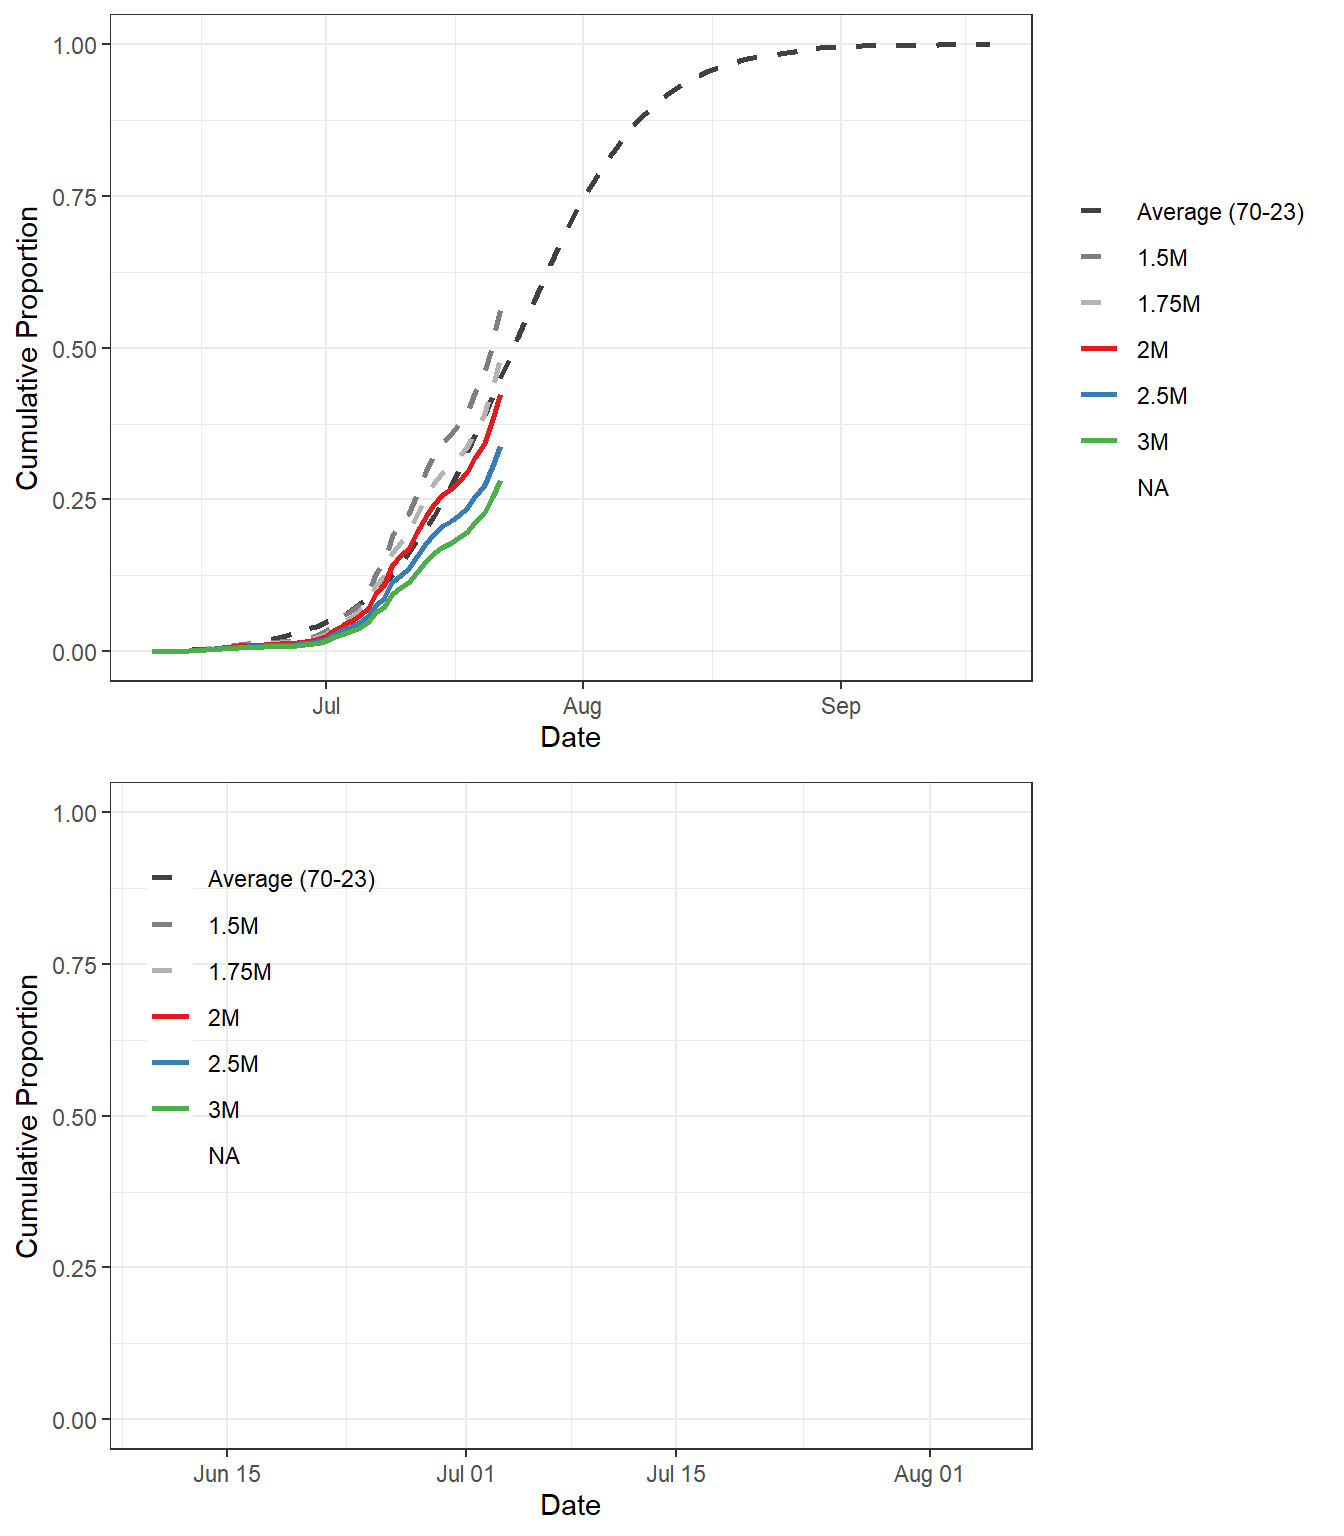 1.00
0.75
0.50
0.25
0.00
Cumulative Proportion
Jul
Aug
Sep
Date
Average (70-23)
1.5M
1.75M
2M
2.5M
3M
NA
1.00
0.75
0.50
0.25
0.00
Cumulative Proportion
Average (70-23)
1.5M
1.75M
2M
2.5M
3M
NA
Jun 15
Jul 01
Jul 15
Aug 01
Date